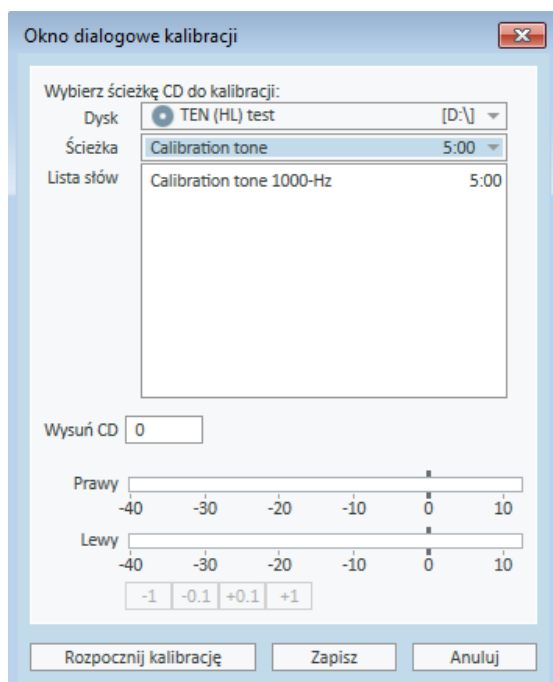 Okno dialogowe kalibracji
Wybierz ścieżkę CD do kalibracji:
Dysk TEN (HL) test [D:\]
Ścieżka Calibration tone 5:00
Lista słów Calibration tone 1000-Hz 5:00
Wysuń CD 0
Prawy
-40 -30 -20 -10 0 10
Lewy
-40 -30 -20 -10 0 10
-1 -0.1 +0.1 +1
Rozpocznij kalibrację Zapisz Anuluj